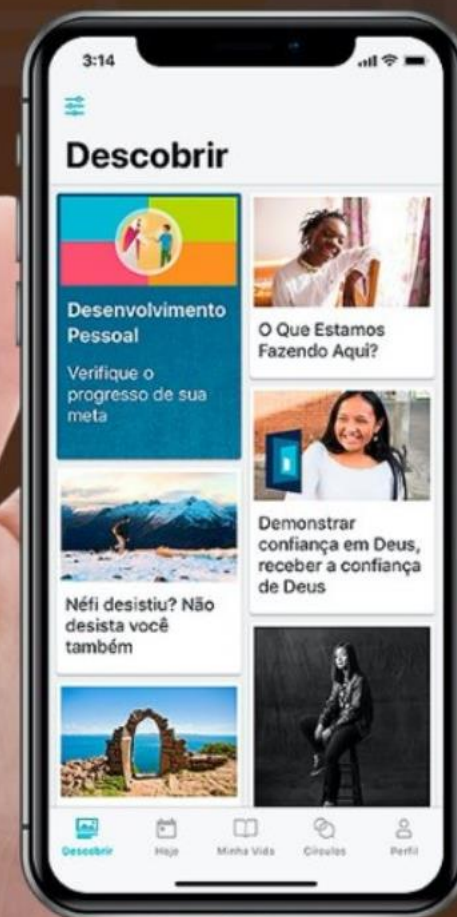 3:14
Descobrir
Desenvolvimento
Pessoal
Verifique o
progresso de sua
meta
O Que Estamos
Fazendo Aqui?
Demonstrar
confiança em Deus,
receber a confiança
de Deus
Néfi desistiu? Não
desista você
também
Descobrir
Hoje
Minha Vida
Círculos
Perfil